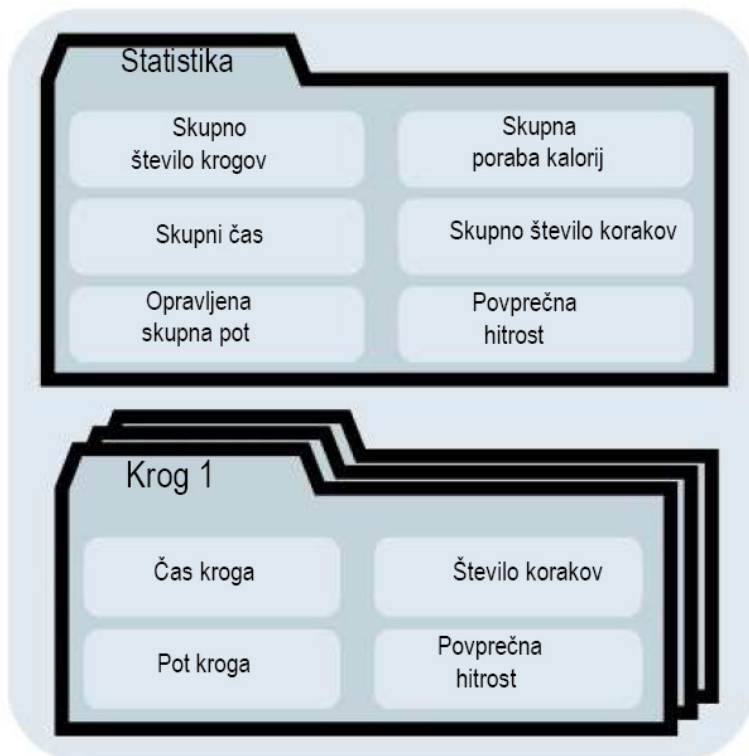 Statistika
Skupno
število krogov
Skupna
poraba kalorij
Skupni čas
Skupno število korakov
Opravljena
skupna pot
Povprečna
hitrost
Krog 1
Čas kroga
Število korakov
Pot kroga
Povprečna
hitrost